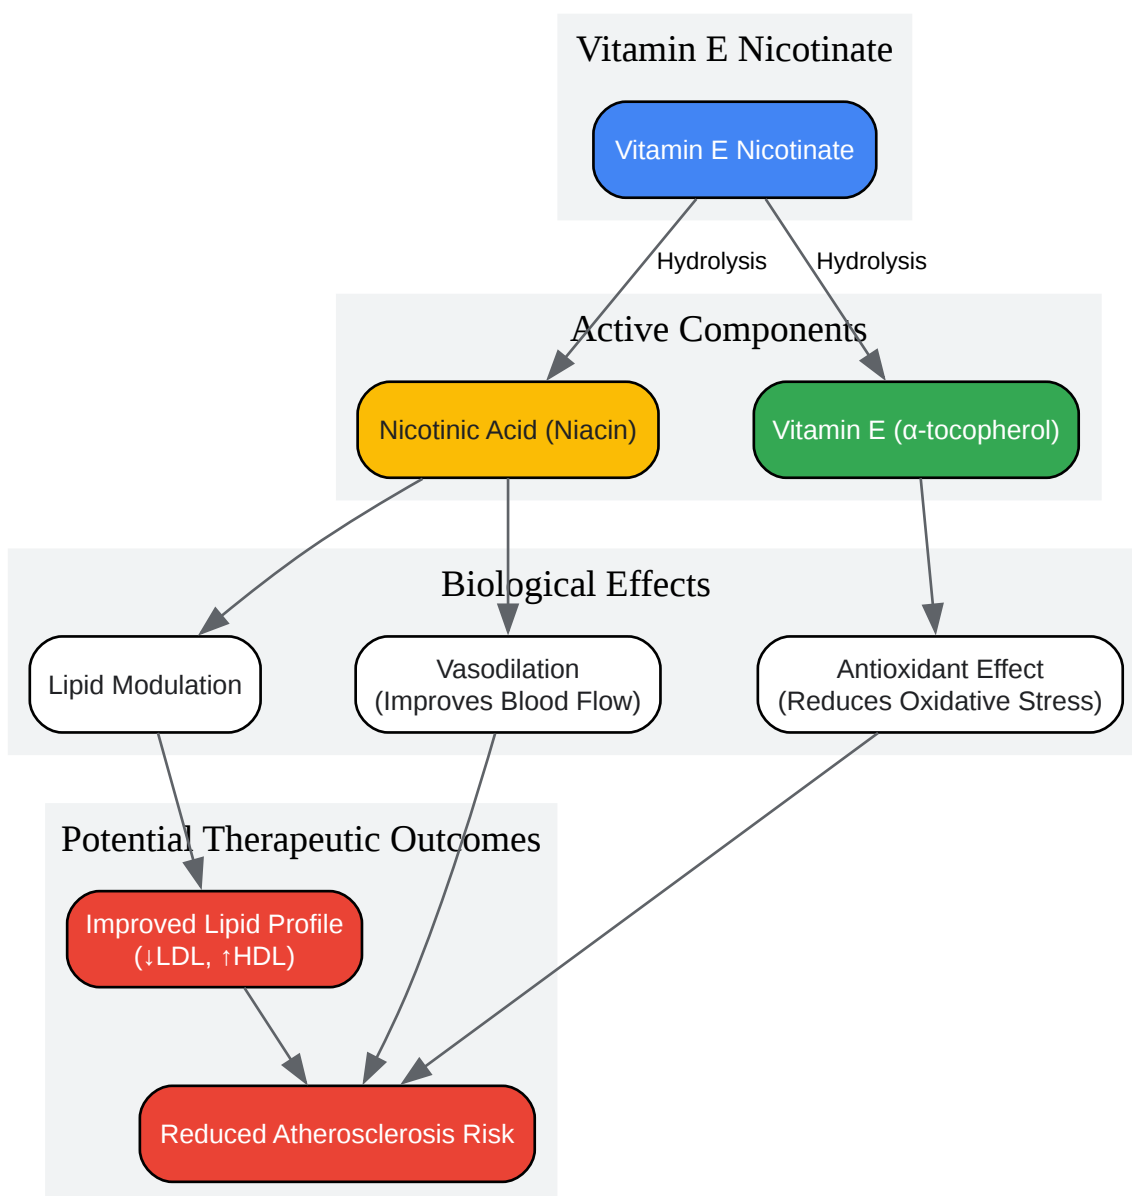 Vitamin E Nicotinate
Vitamin E Nicotinate
Hydrolysis
Hydrolysis
Active Components
Nicotinic Acid (Niacin)
Vitamin E (α-tocopherol)
Biological Effects
Lipid Modulation
Vasodilation
(Improves Blood Flow)
Antioxidant Effect
(Reduces Oxidative Stress)
Potential Therapeutic Outcomes
Improved Lipid Profile
(↓LDL, ↑HDL)
Reduced Atherosclerosis Risk